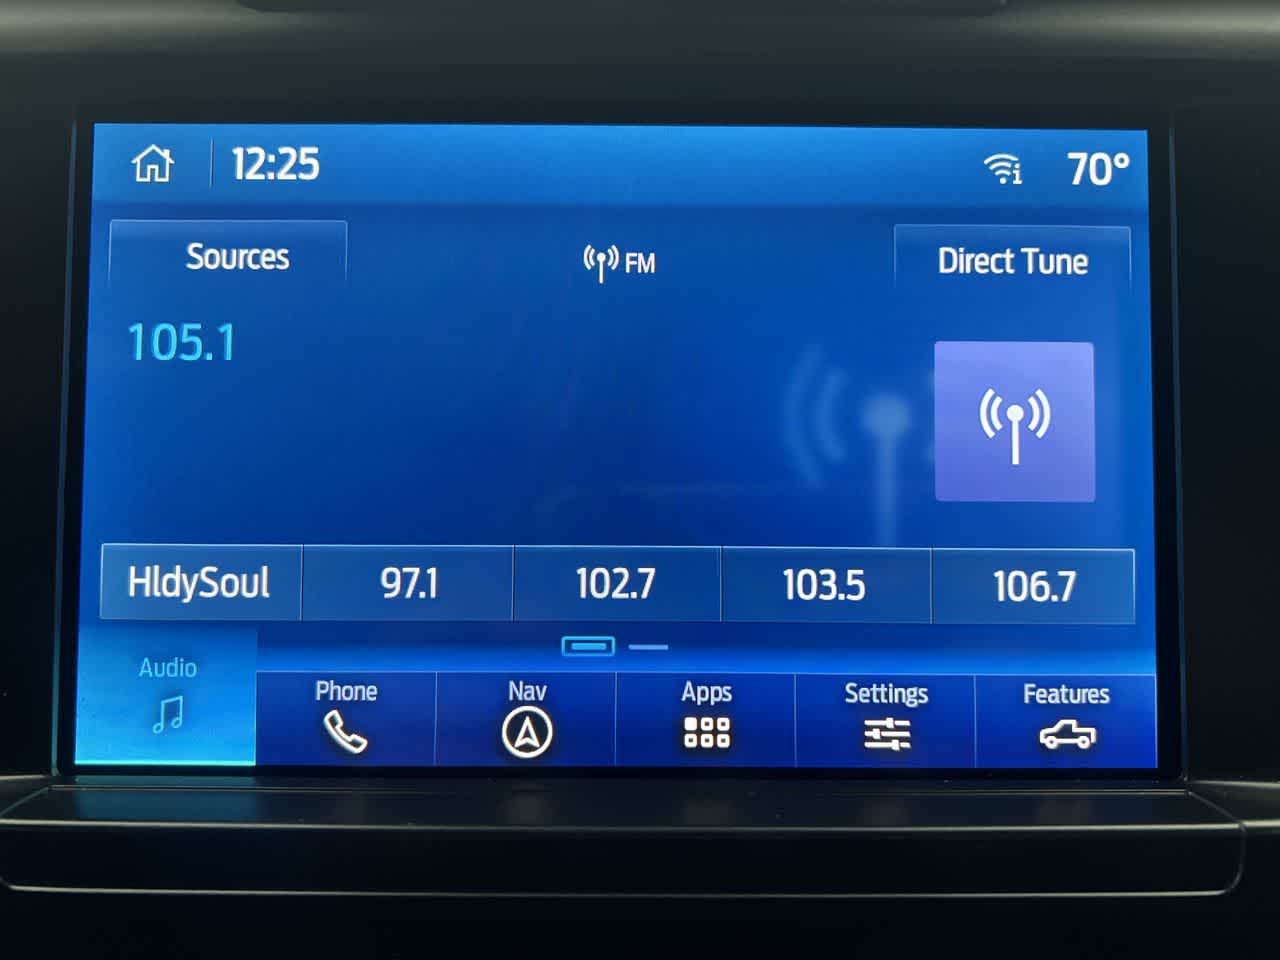 12:25
70°
Sources
FM
Direct Tune
105.1
HldySoul
97.1
102.7
103.5
106.7
Audio
Phone
Nav
Apps
Settings
Features